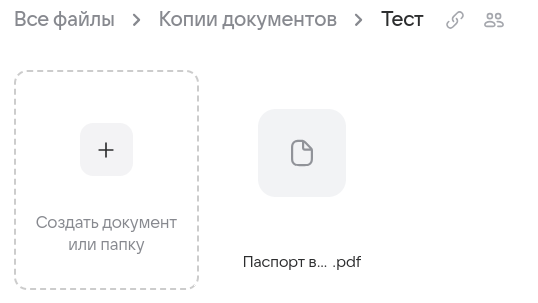 Все файлы > Копии документов > Тест
Создать документ
или папку
Паспорт в... .pdf